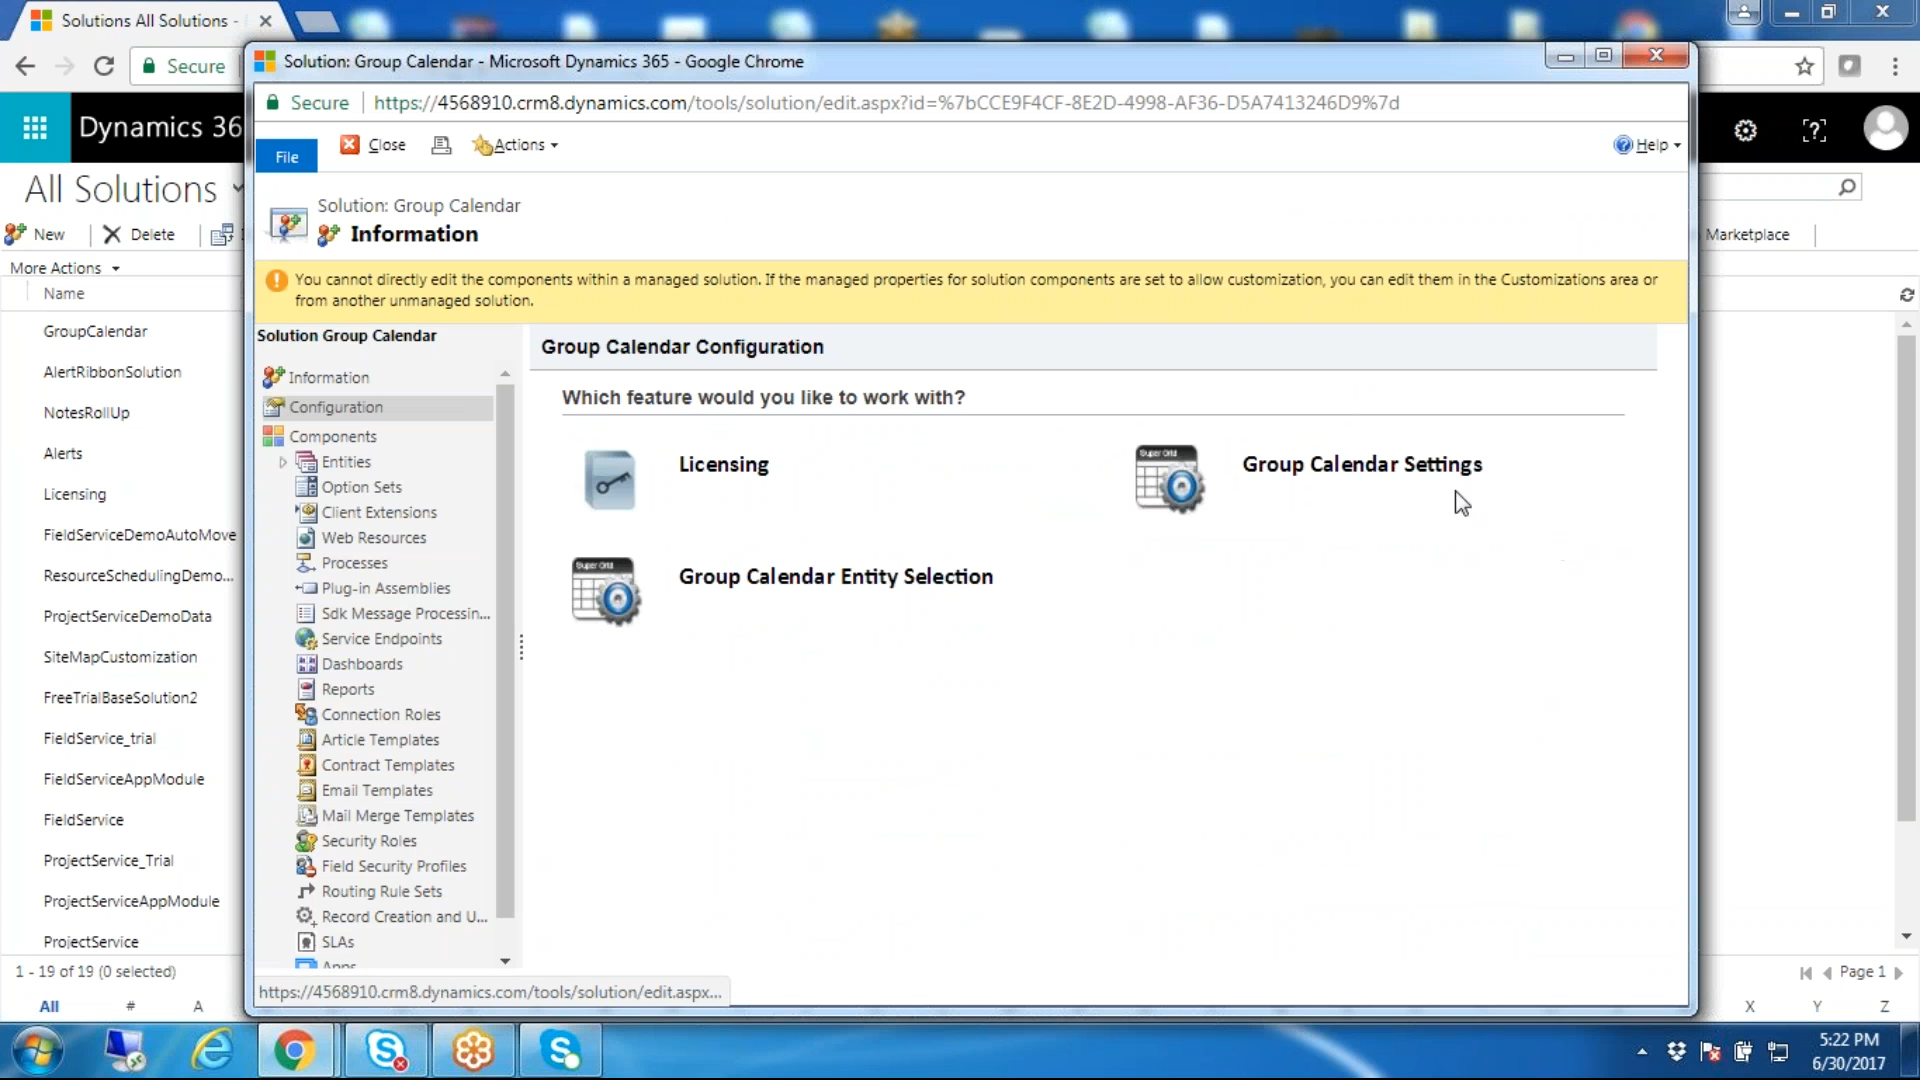 Solutions All Solutions -
Solution: Group Calendar - Microsoft Dynamics 365 - Google Chrome
Secure
Secure
https://4568910.crm8.dynamics.com/tools/solution/edit.aspx?id=%7bCCE9F4CF-8E2D-4998-AF36-D5A7413246D9%7d
Dynamics 36
File
Close
Actions
Help
All Solutions
New
Delete
Marketplace
More Actions
Name
GroupCalendar
AlertRibbonSolution
NotesRollUp
Alerts
Licensing
FieldServiceDemoAutoMove
ResourceSchedulingDemo...
ProjectServiceDemoData
SiteMapCustomization
FreeTrialBaseSolution2
FieldService_trial
FieldServiceAppModule
FieldService
ProjectService_Trial
ProjectServiceAppModule
ProjectService
1 - 19 of 19 (0 selected)
All # A
Solution: Group Calendar
Information
You cannot directly edit the components within a managed solution. If the managed properties for solution components are set to allow customization, you can edit them in the Customizations area or
from another unmanaged solution.
Solution Group Calendar
Information
Configuration
Components
Entities
Option Sets
Client Extensions
Web Resources
Processes
Plug-in Assemblies
Sdk Message Processin...
Service Endpoints
Dashboards
Reports
Connection Roles
Article Templates
Contract Templates
Email Templates
Mail Merge Templates
Security Roles
Field Security Profiles
Routing Rule Sets
Record Creation and U...
SLAs
Apps
Group Calendar Configuration
Which feature would you like to work with?
Licensing
Super Grid
Group Calendar Settings
Super Grid
Group Calendar Entity Selection
https://4568910.crm8.dynamics.com/tools/solution/edit.aspx...
Page 1
X Y Z
5:22 PM
6/30/2017